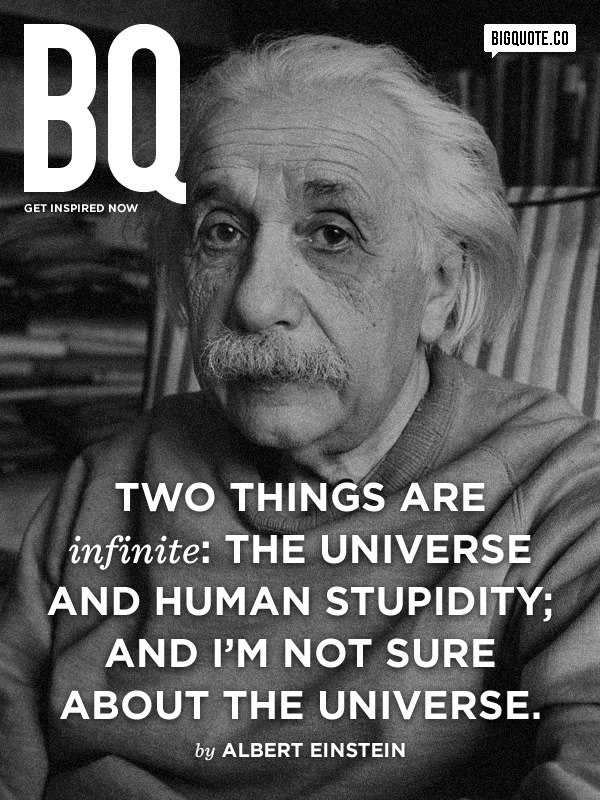 BQ
GET INSPIRED NOW
BIGQUOTE.CO
TWO THINGS ARE
infinite: THE UNIVERSE
AND HUMAN STUPIDITY;
AND I’M NOT SURE
ABOUT THE UNIVERSE.
by ALBERT EINSTEIN